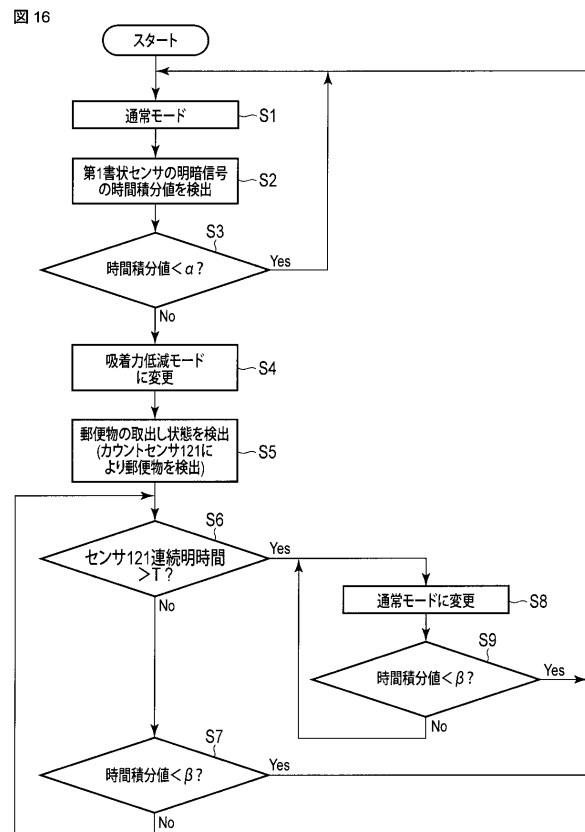 図 16
スタート
通常モード
S1
第1書状センサの明暗信号
の時間積分値を検出
S2
S3
時間積分値<α?
Yes
No
吸着力低減モード
に変更
S4
郵便物の取出し状態を検出
(カウントセンサ121に
より郵便物を検出)
S5
S6
センサ121連続明時間
>T?
Yes
No
通常モードに変更
S8
S9
時間積分値<β?
Yes
No
S7
時間積分値<β?
Yes
No